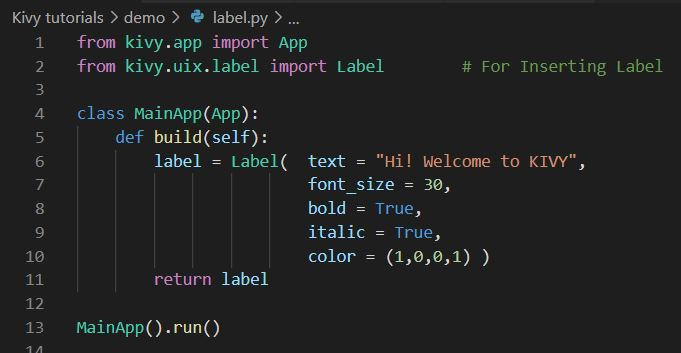 Kivy tutorials > demo > label.py > ...
1 from kivy.app import App
2 from kivy.uix.label import Label        # For Inserting Label
3
4 class MainApp(App):
5     def build(self):
6         label = Label(  text = "Hi! Welcome to KIVY",
7                         font_size = 30,
8                         bold = True,
9                         italic = True,
10                         color = (1,0,0,1) )
11         return label
12
13 MainApp().run()
14